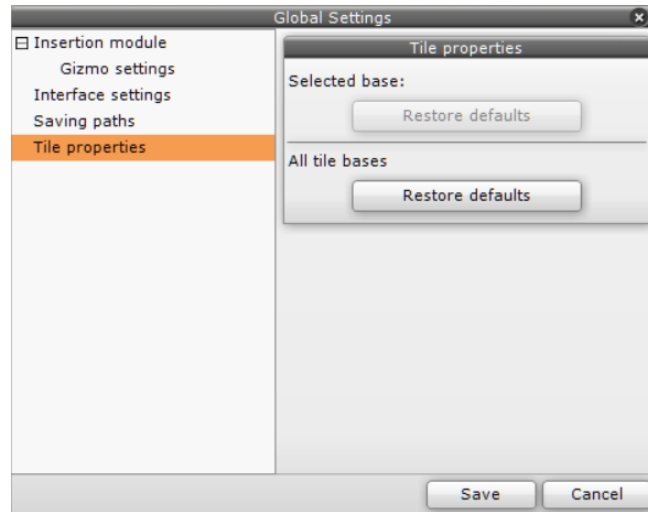 Global Settings
Insertion module
Gizmo settings
Interface settings
Saving paths
Tile properties
Tile properties
Selected base:
Restore defaults
All tile bases
Restore defaults
Save
Cancel